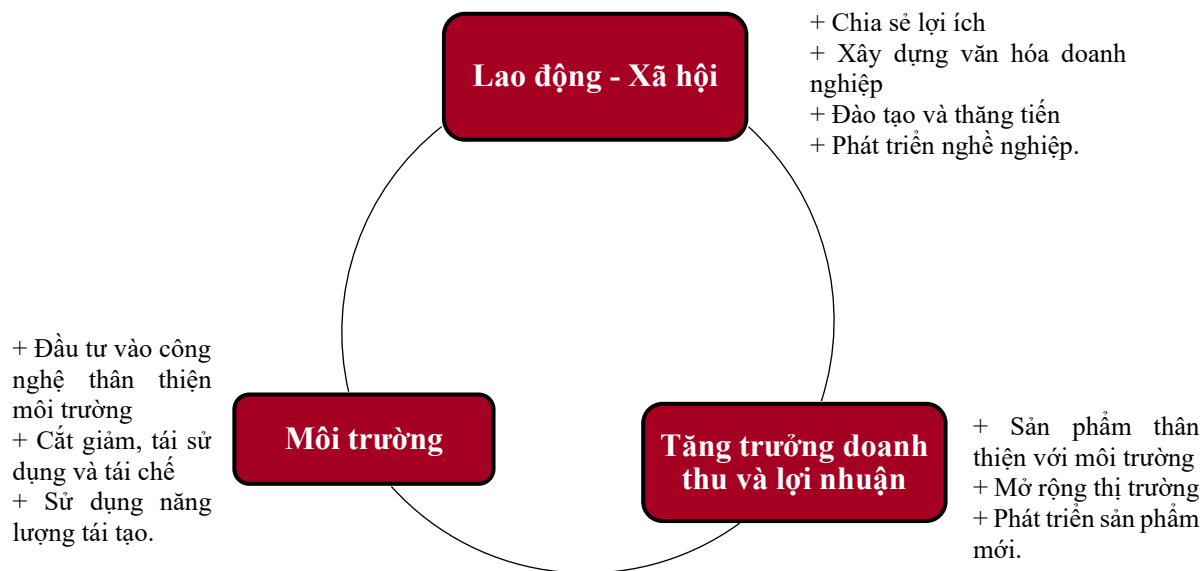 Lao động - Xã hội
+ Chia sẻ lợi ích
+ Xây dựng văn hóa doanh
nghiệp
+ Đào tạo và thăng tiến
+ Phát triển nghề nghiệp.
+ Đầu tư vào công
nghệ thân thiện
môi trường
+ Cắt giảm, tái sử
dụng và tái chế
+ Sử dụng năng
lượng tái tạo.
Môi trường
Tăng trưởng doanh
thu và lợi nhuận
+ Sản phẩm thân
thiện với môi trường
+ Mở rộng thị trường
+ Phát triển sản phẩm
mới.